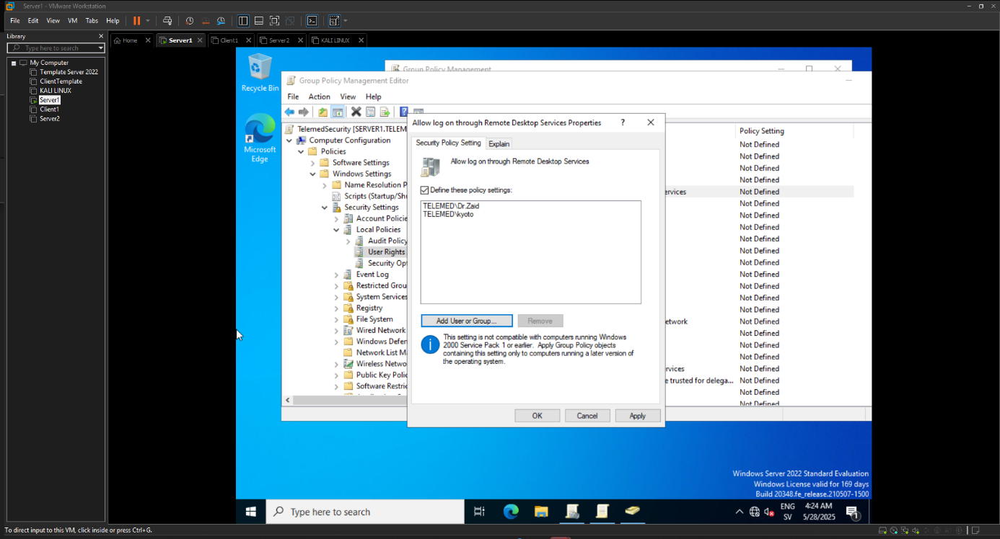 Server1 - VMware Workstation
File Edit View VM Tabs Help
Library
Type here to search
My Computer
Template Server 2022
ClientTemplate
KALI LINUX
Server1
Client1
Server2
Home Server1 Client1 Server2 KALI LINUX
Recycle Bin
Microsoft
Edge
Group Policy Management
Group Policy Management Editor
File Action View Help
TelemedSecurity [SERVER1.TELEM
Computer Configuration
Policies
Software Settings
Windows Settings
Name Resolution P
Scripts (Startup/Shu
Security Settings
Account Policie
Local Policies
Audit Policy
User Rights
Security Opt
Event Log
Restricted Grou
System Services
Registry
File System
Wired Network
Windows Defen
Network List Ma
Wireless Netwo
Public Key Polic
Software Restric
Allow log on through Remote Desktop Services Properties
?
Security Policy Setting Explain
Allow log on through Remote Desktop Services
Define these policy settings:
TELEMED\Dr.Zaid
TELEMED\kyoto
Add User or Group... Remove
This setting is not compatible with computers running Windows
2000 Service Pack 1 or earlier. Apply Group Policy objects
containing this setting only to computers running a later version of
the operating system.
OK Cancel Apply
Policy Setting
Not Defined
Not Defined
Not Defined
Not Defined
ervices Not Defined
Not Defined
Not Defined
Not Defined
Not Defined
Not Defined
Not Defined
Not Defined
Not Defined
Not Defined
Not Defined
etwork Not Defined
Not Defined
Not Defined
Not Defined
rvices Not Defined
e trusted for delega... Not Defined
Not Defined
Not Defined
Windows Server 2022 Standard Evaluation
Windows License valid for 169 days
Build 20348.fe_release.210507-1500
Type here to search
ENG
SV
4:24 AM
5/28/2025
1
To direct input to this VM, click inside or press Ctrl+G.